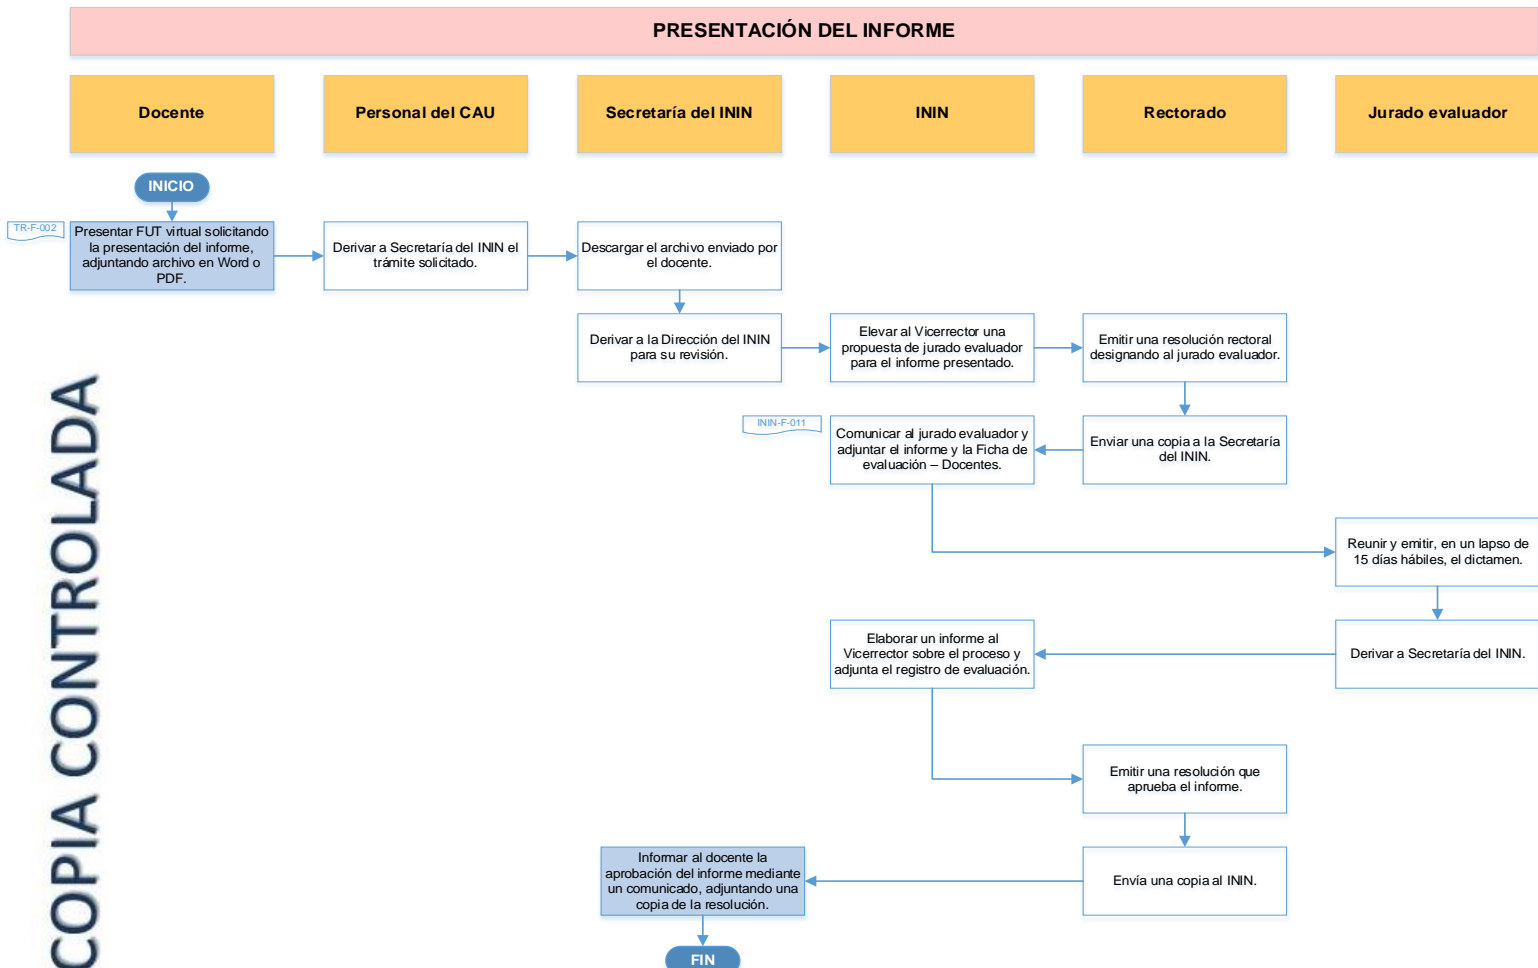 PRESENTACIÓN DEL INFORME
Docente
Personal del CAU
Secretaría del ININ
ININ
Rectorado
Jurado evaluador
INICIO
TR-F-002
Presentar FUT virtual solicitando
la presentación del informe,
adjuntando archivo en Word o
PDF.
Derivar a Secretaría del ININ el
trámite solicitado.
Descargar el archivo enviado por
el docente.
Derivar a la Dirección del ININ
para su revisión.
Elevar al Vicerrector una
propuesta de jurado evaluador
para el informe presentado.
Emitir una resolución rectoral
designando al jurado evaluador.
ININ-F-011
Comunicar al jurado evaluador y
adjuntar el informe y la Ficha de
evaluación – Docentes.
Enviar una copia a la Secretaría
del ININ.
Reunir y emitir, en un lapso de
15 días hábiles, el dictamen.
Elaborar un informe al
Vicerrector sobre el proceso y
adjunta el registro de evaluación.
Derivar a Secretaría del ININ.
Emitir una resolución que
aprueba el informe.
Informar al docente la
aprobación del informe mediante
un comunicado, adjuntando una
copia de la resolución.
Envía una copia al ININ.
FIN
COPIA CONTROLADA